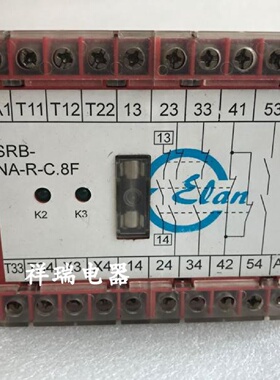 A1 T11 T12 T22 13 23 33 41 53
SRB-
NA-R-C.8F
13
Elan
K2 K3
14
T33 X3 X4 14 24 34 42 54 A
祥瑞电器